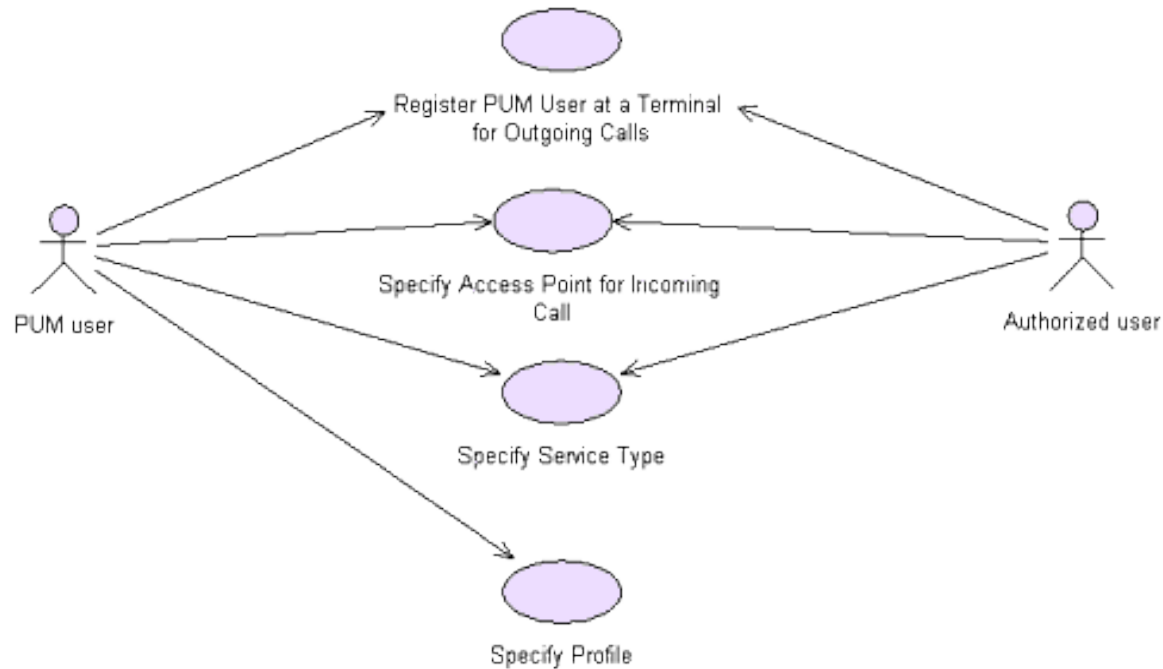 Register PUM User at a Terminal
for Outgoing Calls
Specify Access Point for Incoming
Call
PUM user
Authorized user
Specify Service Type
Specify Profile